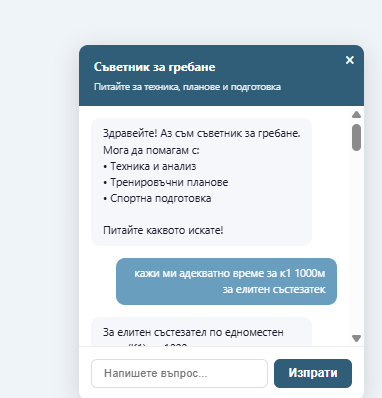 Съветник за гребане
×
Питайте за техника, планове и подготовка
Здравейте! Аз съм съветник за гребане.
Мога да помагам с:
• Техника и анализ
• Тренировъчни планове
• Спортна подготовка
Питайте каквото искате!
кажи ми адекватно време за к1 1000м
за елитен състезатек
За елитен състезател по едноместен
Напишете въпрос...
Изпрати